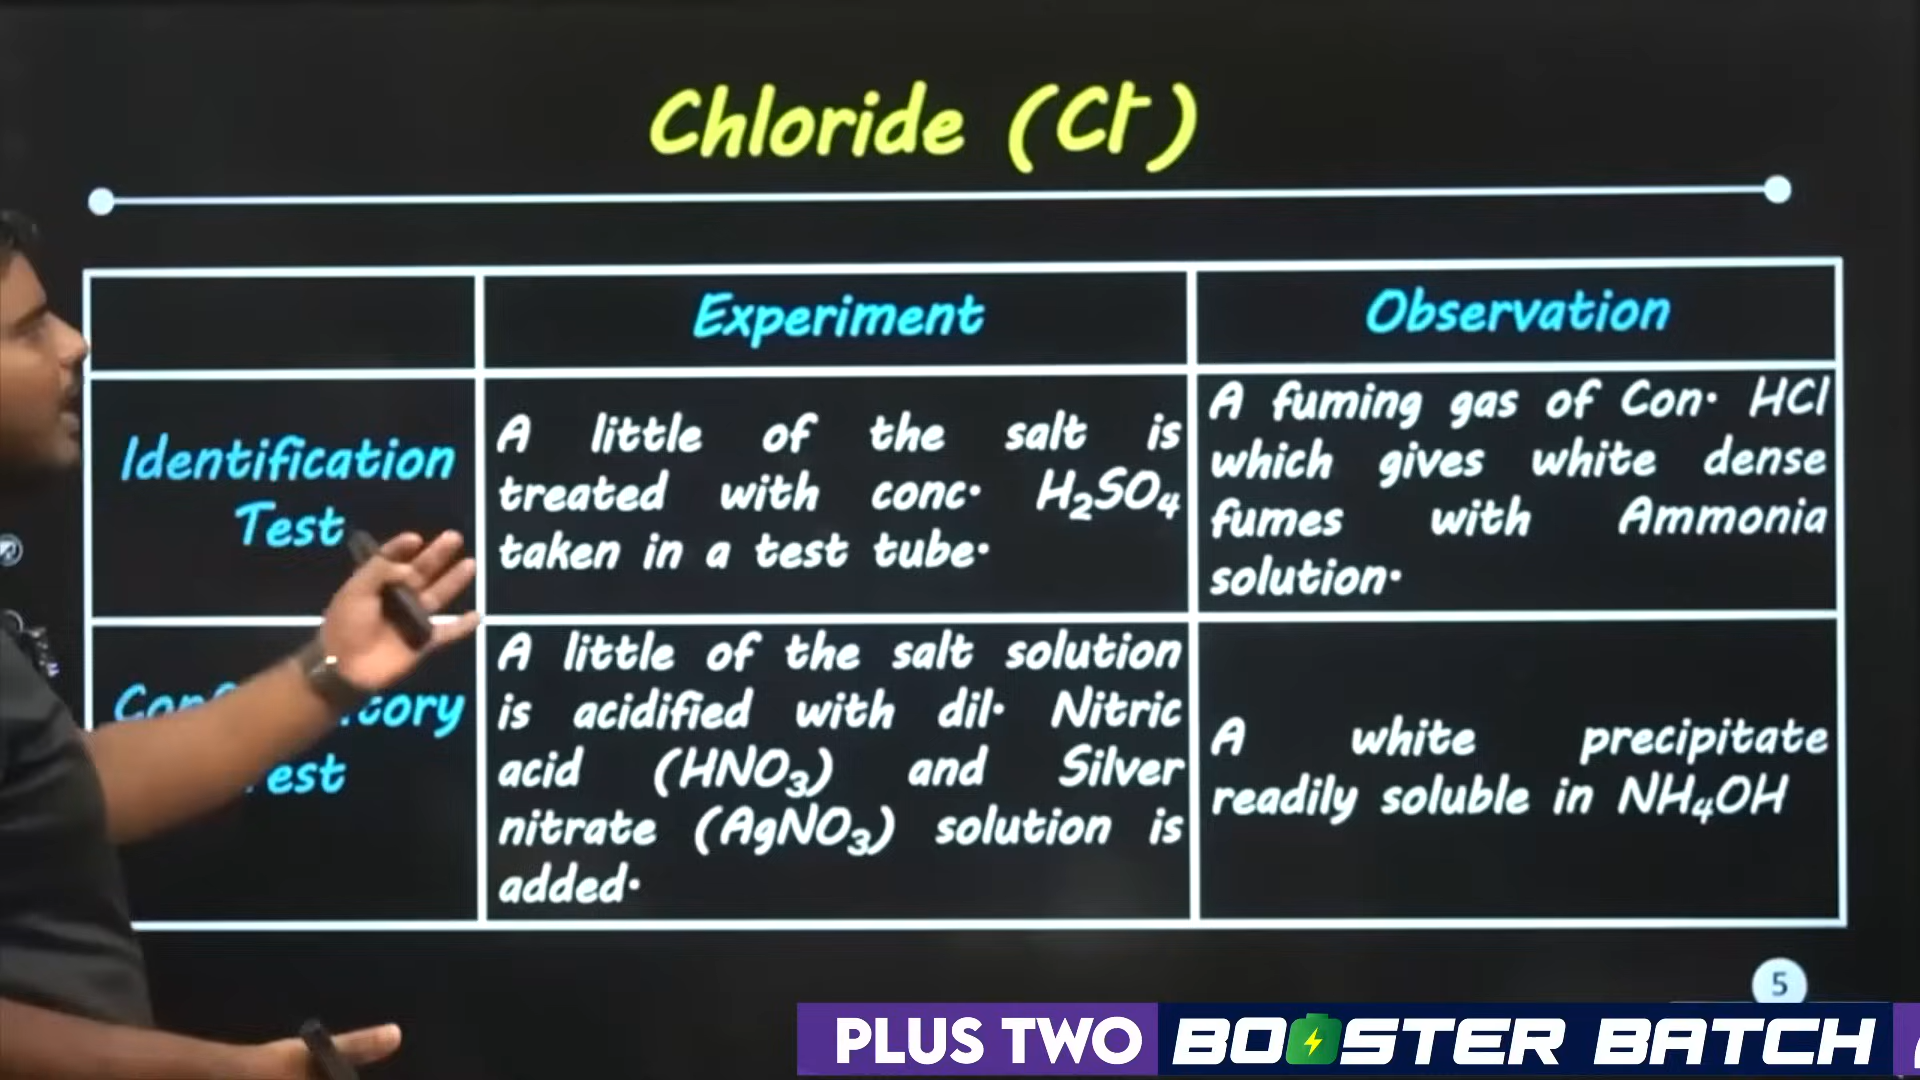 Chloride (Cl⁻)
Experiment
Observation
Identification
Test
A little of the salt is
treated with conc. H₂SO₄
taken in a test tube.
A fuming gas of Con. HCl
which gives white dense
fumes with Ammonia
solution.
A little of the salt solution
is acidified with dil. Nitric
acid (HNO₃) and Silver
nitrate (AgNO₃) solution is
added.
A white precipitate
readily soluble in NH₄OH
5
PLUS TWO BOOSTER BATCH